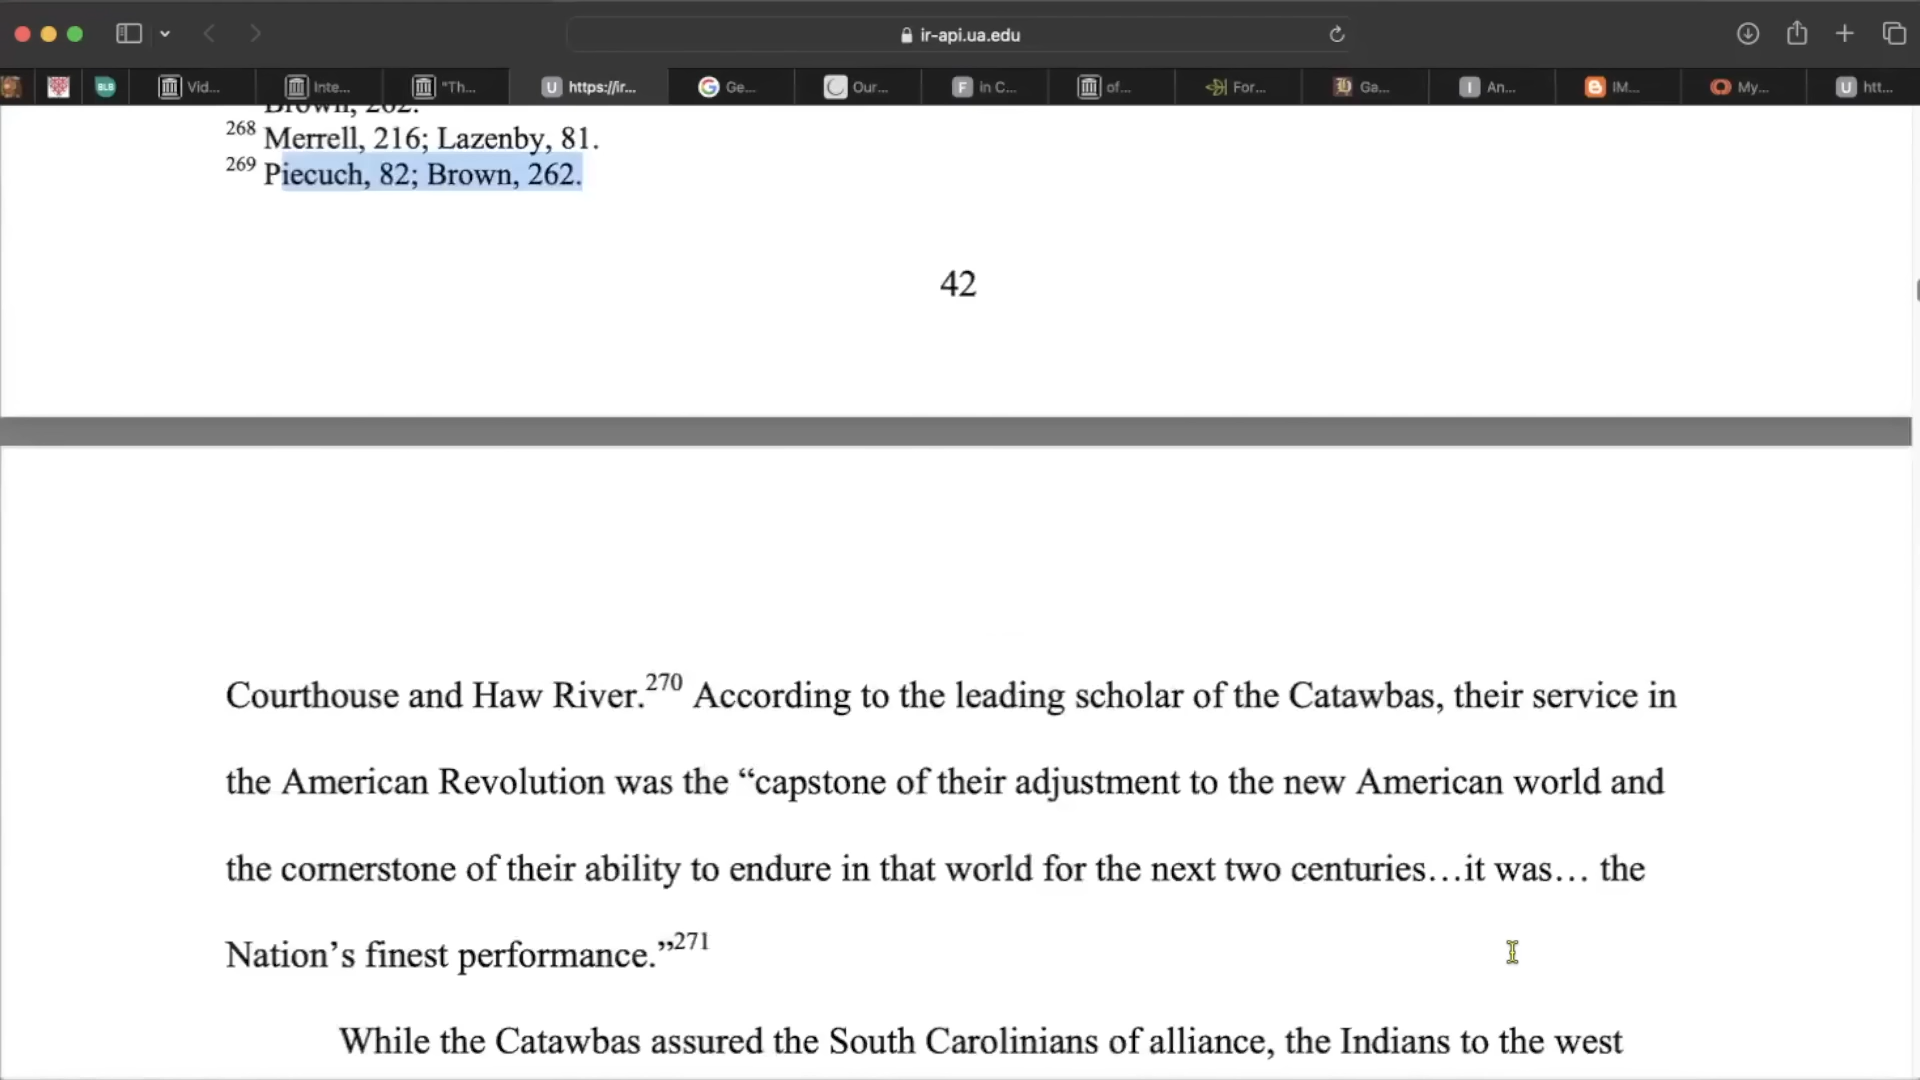 ir-api.ua.edu
Vid...
Inte...
"Th...
https://ir...
Ge...
Our...
in C...
of...
For...
Ga...
An...
IM...
My...
htt...
Brown, 262.
268 Merrell, 216; Lazenby, 81.
269 Piecuch, 82; Brown, 262.
42
Courthouse and Haw River.270 According to the leading scholar of the Catawbas, their service in
the American Revolution was the “capstone of their adjustment to the new American world and
the cornerstone of their ability to endure in that world for the next two centuries…it was… the
Nation’s finest performance.”271
While the Catawbas assured the South Carolinians of alliance, the Indians to the west